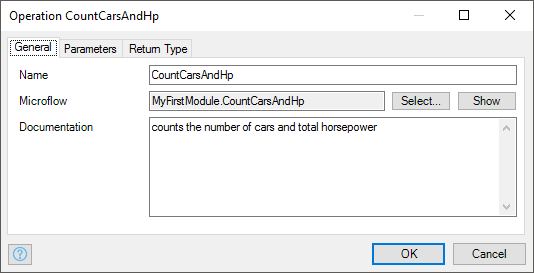 Operation CountCarsAndHp
General Parameters Return Type
Name CountCarsAndHp
Microflow MyFirstModule.CountCarsAndHp Select... Show
Documentation counts the number of cars and total horsepower
? OK Cancel